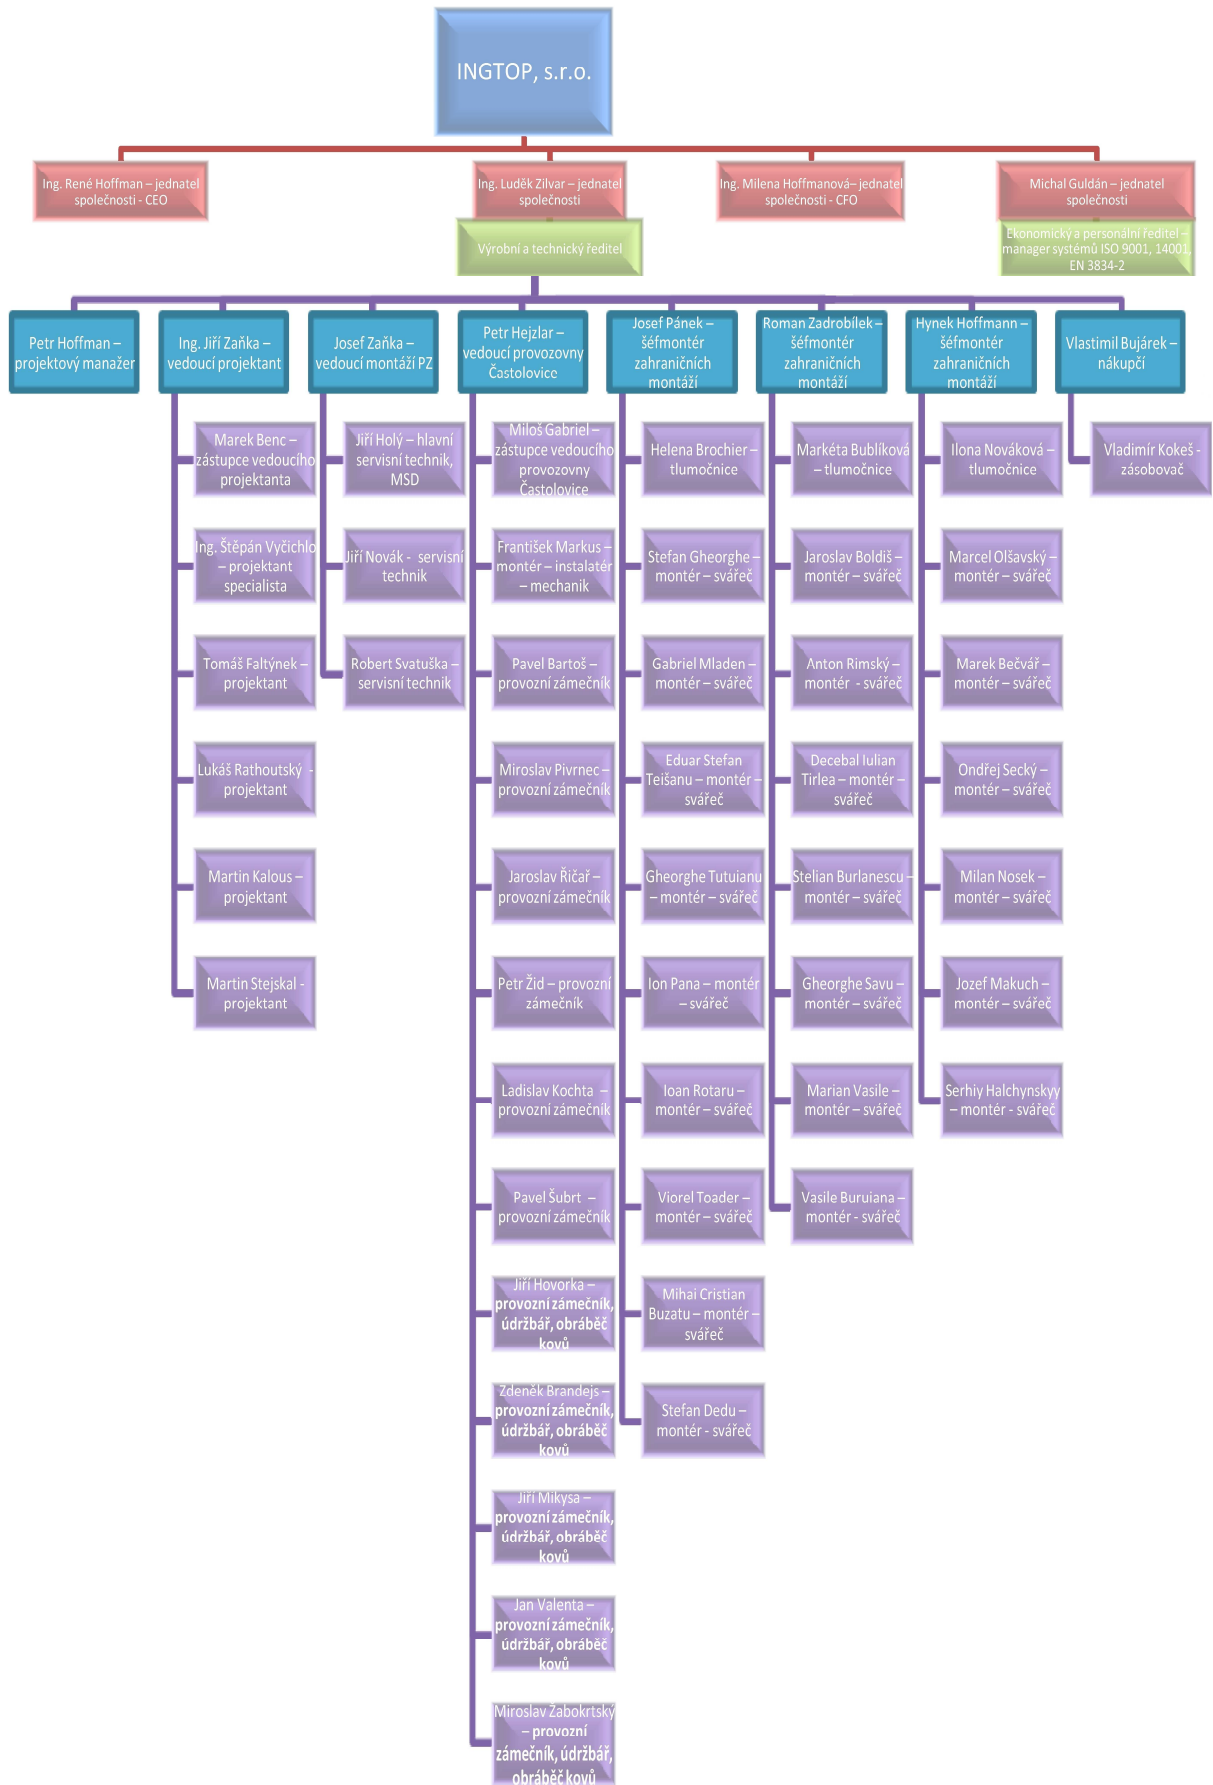 INGTOP, s.r.o.
Ing. René Hoffman – jednatel
společnosti - CEO
Ing. Luděk Zilvar – jednatel
společnosti
Ing. Milena Hoffmanová– jednatel
společnosti - CFO
Michal Guldán – jednatel
společnosti
Výrobní a technický ředitel
Ekonomický a personální ředitel –
manager systémů ISO 9001, 14001,
EN 3834-2
Petr Hoffman –
projektový manažer
Ing. Jiří Zaňka –
vedoucí projektant
Josef Zaňka –
vedoucí montáží PZ
Petr Hejzlar –
vedoucí provozovny
Častolovice
Josef Pánek –
šéfmontér
zahraničních
montáží
Roman Zadrobílek –
šéfmontér
zahraničních
montáží
Hynek Hoffmann –
šéfmontér
zahraničních
montáží
Vlastimil Bujárek –
nákupčí
Marek Benc –
zástupce vedoucího
projektanta
Ing. Štěpán Vyčichlo
– projektant
specialista
Tomáš Faltýnek –
projektant
Lukáš Rathoutský -
projektant
Martin Kalous –
projektant
Martin Stejskal -
projektant
Jiří Holý – hlavní
servisní technik,
MSD
Jiří Novák - servisní
technik
Robert Svatuška –
servisní technik
Miloš Gabriel –
zástupce vedoucího
provozovny
Častolovice
František Markus –
montér – instalatér
– mechanik
Pavel Bartoš –
provozní zámečník
Miroslav Pivrnec –
provozní zámečník
Jaroslav Řičař –
provozní zámečník
Petr Žid – provozní
zámečník
Ladislav Kochta –
provozní zámečník
Pavel Šubrt –
provozní zámečník
Jiří Hovorka –
provozní zámečník,
údržbář, obráběč
kovů
Zdeněk Brandejs –
provozní zámečník,
údržbář, obráběč
kovů
Jiří Mikysa –
provozní zámečník,
údržbář, obráběč
kovů
Jan Valenta –
provozní zámečník,
údržbář, obráběč
kovů
Miroslav Žabokrtský
– provozní
zámečník, údržbář,
obráběč kovů
Helena Brochier –
tlumočnice
Stefan Gheorghe –
montér – svářeč
Gabriel Mladen –
montér – svářeč
Eduar Stefan
Teišanu – montér –
svářeč
Gheorghe Tutuianu
– montér – svářeč
Ion Pana – montér
– svářeč
Ioan Rotaru –
montér – svářeč
Viorel Toader –
montér – svářeč
Mihai Cristian
Buzatu – montér –
svářeč
Stefan Dedu –
montér - svářeč
Markéta Bublíková
– tlumočnice
Jaroslav Boldiš –
montér – svářeč
Anton Rimský –
montér - svářeč
Decebal Iulian
Tirlea – montér –
svářeč
Stelian Burlanescu –
montér – svářeč
Gheorghe Savu –
montér – svářeč
Marian Vasile –
montér – svářeč
Vasile Buruiana –
montér - svářeč
Ilona Nováková –
tlumočnice
Marcel Olšavský –
montér – svářeč
Marek Bečvář –
montér – svářeč
Ondřej Secký –
montér – svářeč
Milan Nosek –
montér – svářeč
Jozef Makuch –
montér – svářeč
Serhiy Halchynskyy
– montér - svářeč
Vladimír Kokeš -
zásobovač